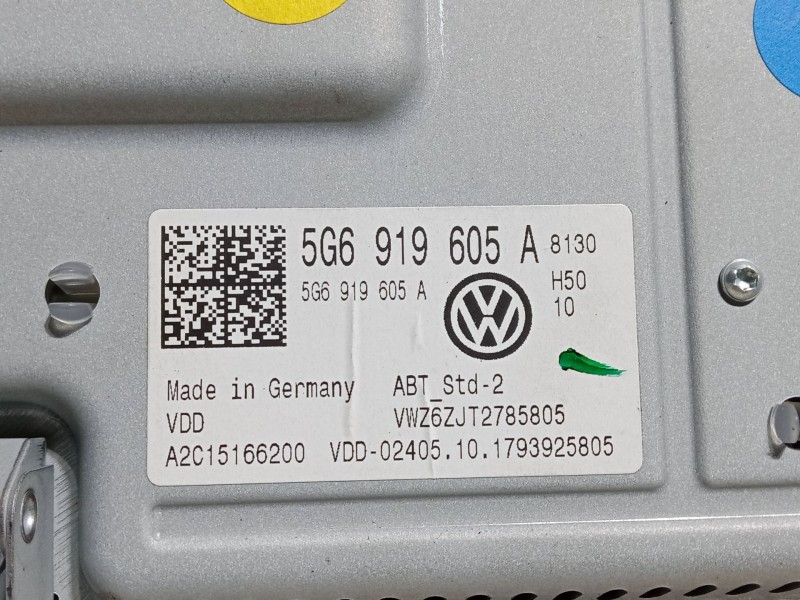 5G6 919 605 A 8130
5G6 919 605 A H50
10
Made in Germany ABT_Std-2
VDD VWZ6ZJT2785805
A2C15166200 VDD-02405.10.1793925805